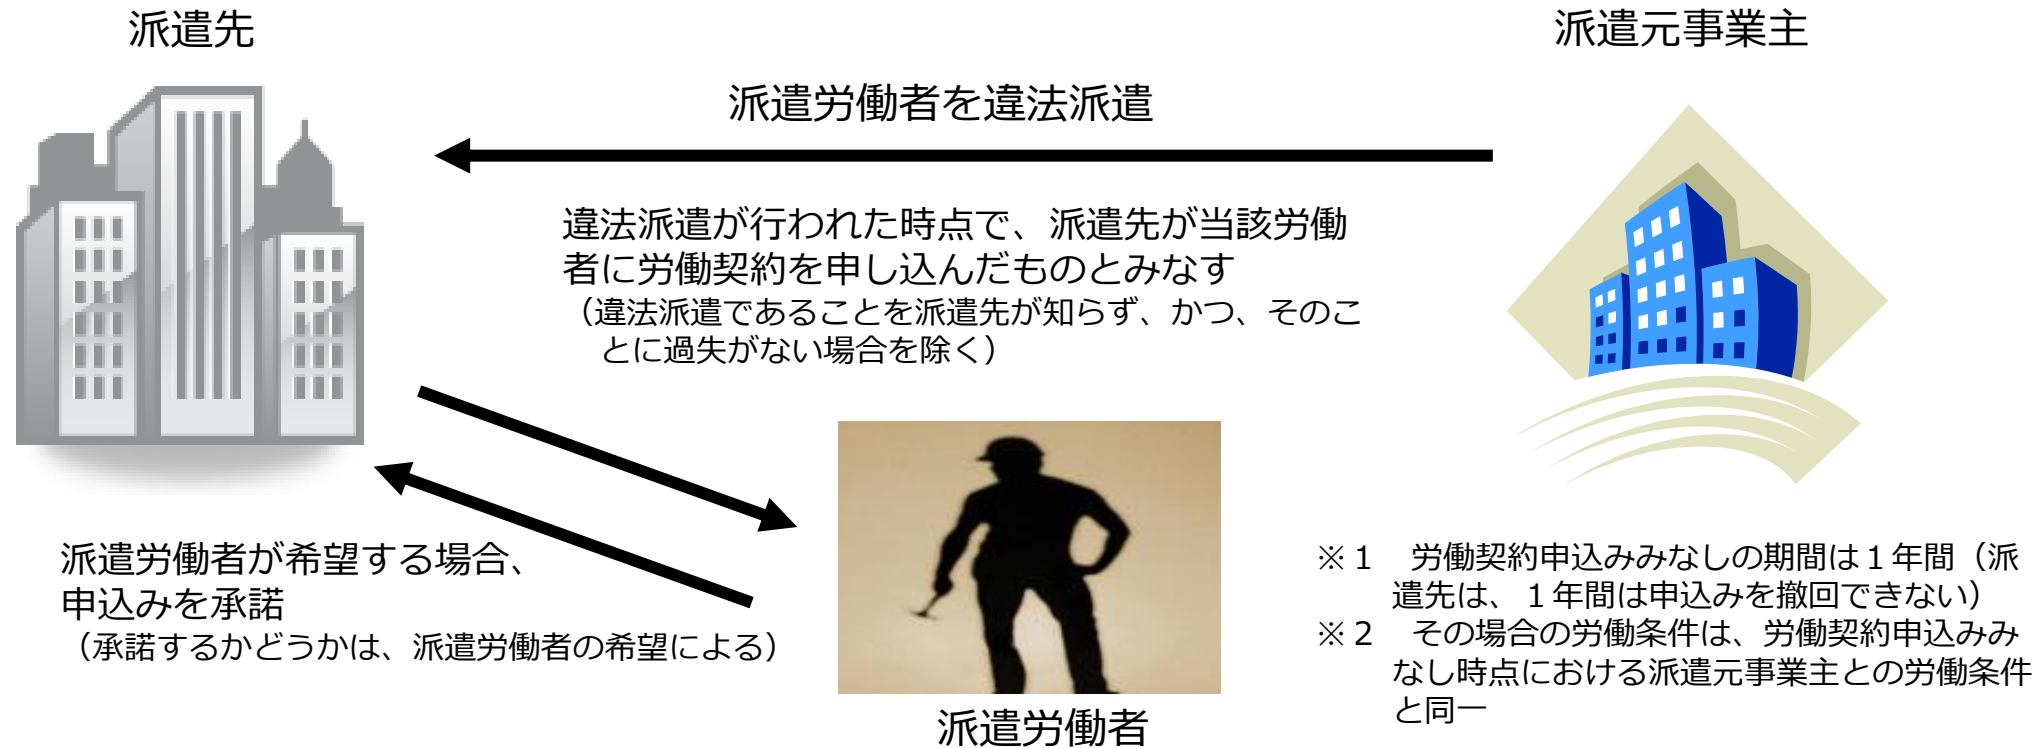 派遣先
派遣元事業主
派遣労働者を違法派遣
違法派遣が行われた時点で、派遣先が当該労働
者に労働契約を申し込んだものとみなす
（違法派遣であることを派遣先が知らず、かつ、そのこ
とに過失がない場合を除く）
派遣労働者が希望する場合、
申込みを承諾
（承諾するかどうかは、派遣労働者の希望による）
※１　労働契約申込みみなしの期間は１年間（派
遣先は、１年間は申込みを撤回できない）
※２　その場合の労働条件は、労働契約申込みみ
なし時点における派遣元事業主との労働条件
と同一
派遣労働者